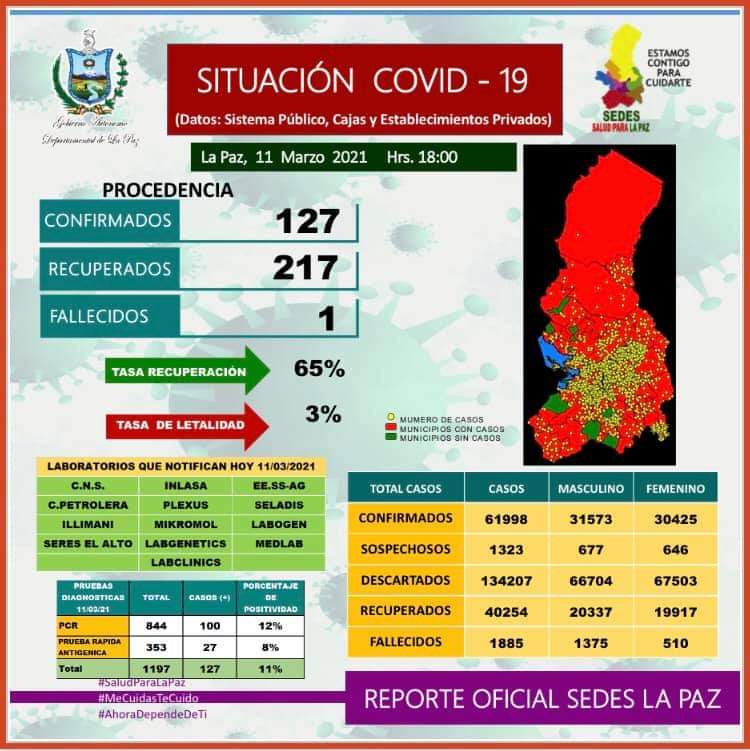 Gobierno Autónomo
Departamental de La Paz
SITUACIÓN COVID - 19
(Datos: Sistema Público, Cajas y Establecimientos Privados)
ESTAMOS
CONTIGO
PARA
CUIDARTE
SEDES
SALUD PARA LA PAZ
La Paz, 11 Marzo 2021 Hrs. 18:00
PROCEDENCIA
CONFIRMADOS 127
RECUPERADOS 217
FALLECIDOS 1
TASA RECUPERACIÓN 65%
TASA DE LETALIDAD 3%
MUMERO DE CASOS
MUNICIPIOS CON CASOS
MUNICIPIOS SIN CASOS
LABORATORIOS QUE NOTIFICAN HOY 11/03/2021
C.N.S. INLASA EE.SS-AG
C.PETROLERA PLEXUS SELADIS
ILLIMANI MIKROMOL LABOGEN
SERES EL ALTO LABGENETICS MEDLAB
LABCLINICS
TOTAL CASOS CASOS MASCULINO FEMENINO
CONFIRMADOS 61998 31573 30425
SOSPECHOSOS 1323 677 646
DESCARTADOS 134207 66704 67503
RECUPERADOS 40254 20337 19917
FALLECIDOS 1885 1375 510
PRUEBAS
DIAGNOSTICAS
11/03/21
TOTAL
CASOS (+)
PORCENTAJE
DE
POSITIVIDAD
PCR 844 100 12%
PRUEBA RAPIDA
ANTIGENICA 353 27 8%
Total 1197 127 11%
#SaludParaLaPaz
#MeCuidasTeCuido
#AhoraDependeDeTi
REPORTE OFICIAL SEDES LA PAZ